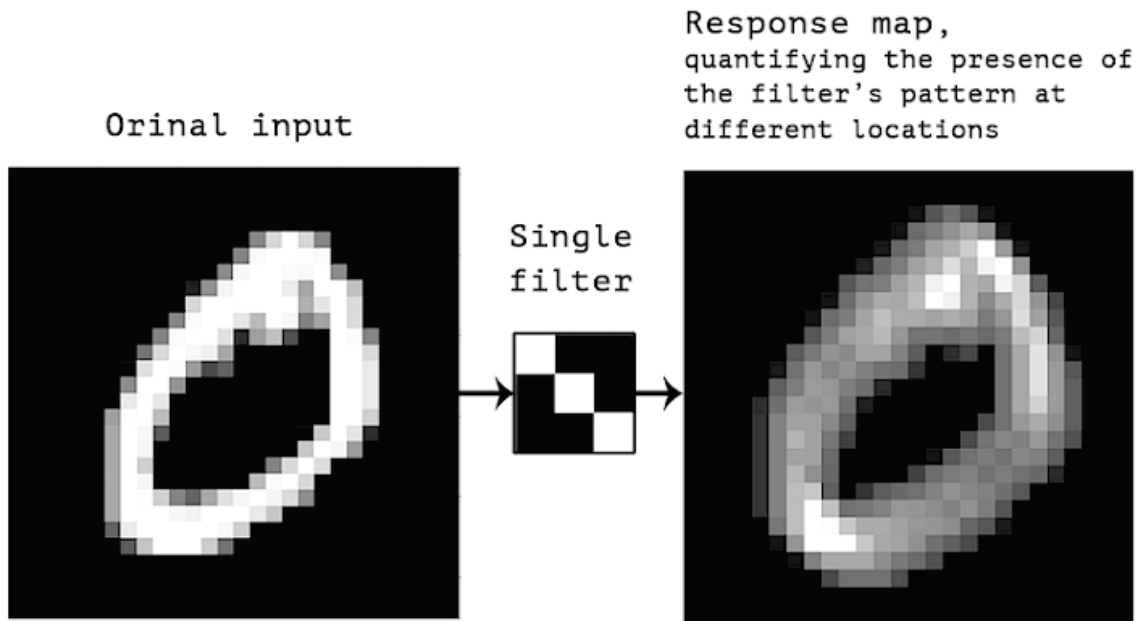 Orinal input
Single
filter
Response map,
quantifying the presence of
the filter's pattern at
different locations